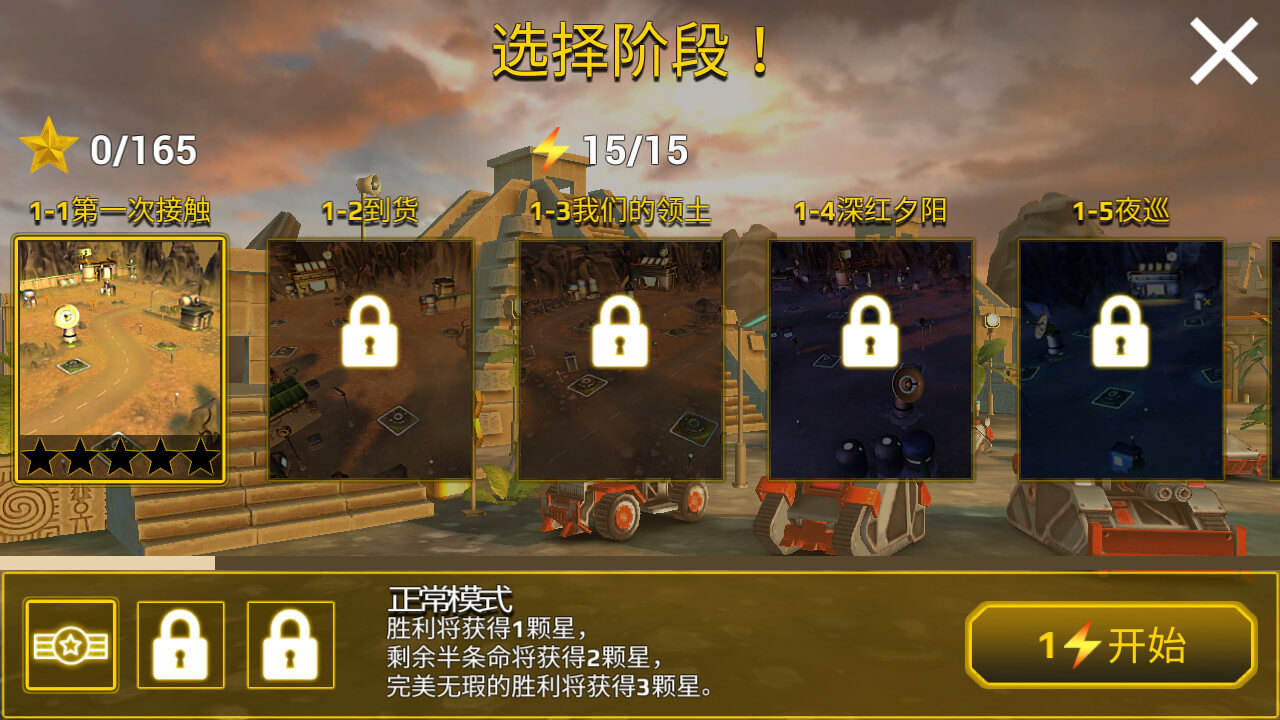 选择阶段！
0/165
15/15
1-1第一次接触
1-2到货
1-3我们的领土
1-4深红夕阳
1-5夜巡
正常模式
胜利将获得1颗星，
剩余半条命将获得2颗星，
完美无瑕的胜利将获得3颗星。
1 开始